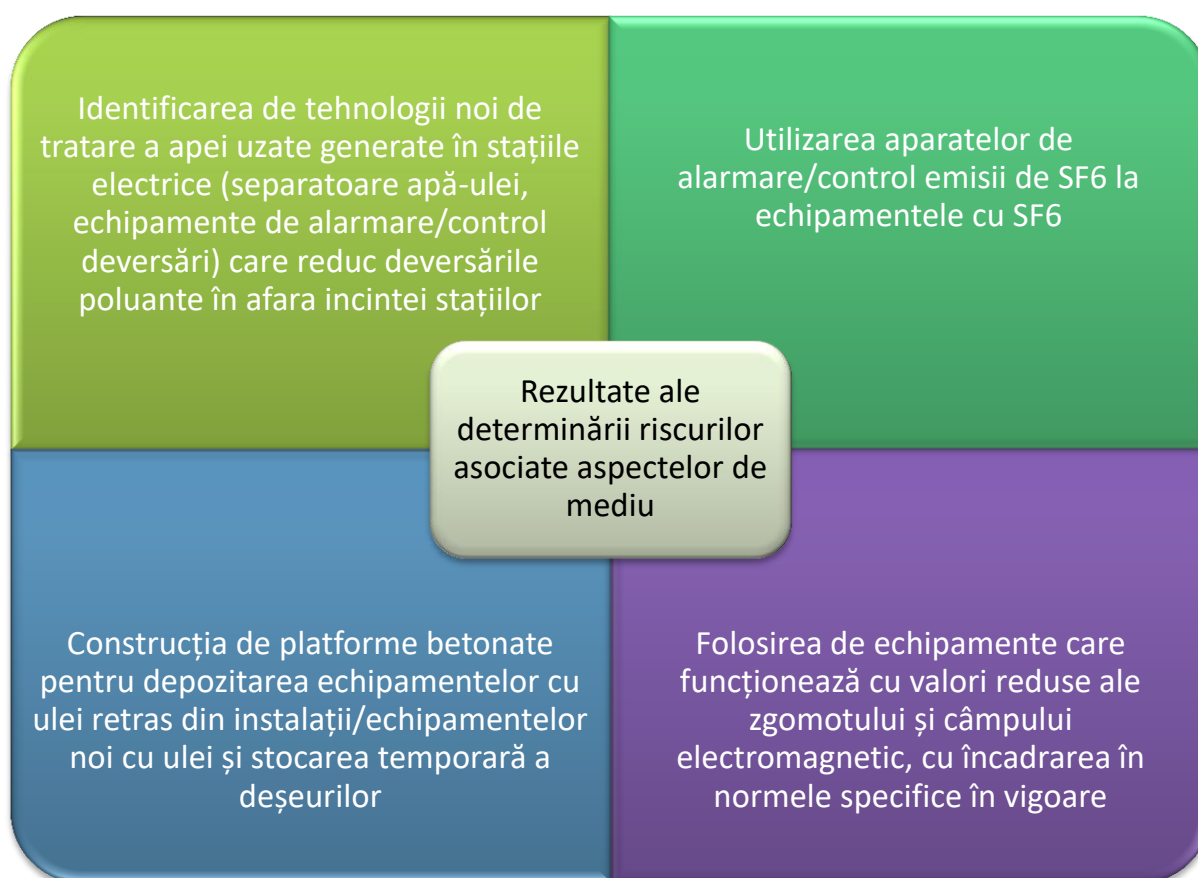 Identificarea de tehnologii noi de
tratare a apei uzate generate în stațiile
electrice (separatoare apă-ulei,
echipamente de alarmare/control
deversări) care reduc deversările
poluante în afara incintei stațiilor
Utilizarea aparatelor de
alarmare/control emisii de SF6 la
echipamentele cu SF6
Rezultate ale
determinării riscurilor
asociate aspectelor de
mediu
Construcția de platforme betonate
pentru depozitarea echipamentelor cu
ulei retras din instalații/echipamentelor
noi cu ulei și stocarea temporară a
deșeurilor
Folosirea de echipamente care
funcționează cu valori reduse ale
zgomotului și câmpului
electromagnetic, cu încadrarea în
normele specifice în vigoare